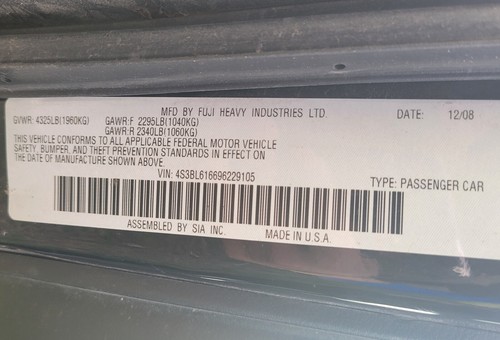 MFD BY FUJI HEAVY INDUSTRIES LTD. DATE: 12/08
GVWR: 4325LB(1960KG) GAWR:F 2295LB(1040KG)
GAWR:R 2340LB(1060KG)
THIS VEHICLE CONFORMS TO ALL APPLICABLE FEDERAL MOTOR VEHICLE
SAFETY, BUMPER, AND THEFT PREVENTION STANDARDS IN EFFECT ON
THE DATE OF MANUFACTURE SHOWN ABOVE.
VIN: 4S3BL616696229105 TYPE: PASSENGER CAR
ASSEMBLED BY SIA INC. MADE IN U.S.A.